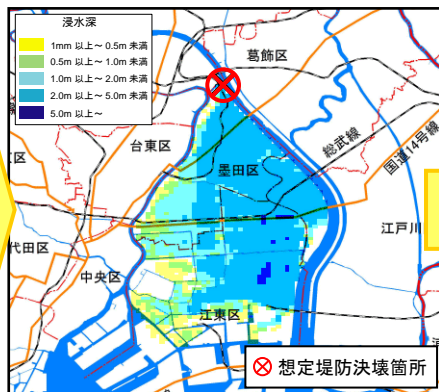 浸水深
1mm 以上～ 0.5m 未満
0.5m 以上～ 1.0m 未満
1.0m 以上～ 2.0m 未満
2.0m 以上～ 5.0m 未満
5.0m 以上～
葛飾区
台東区
総武線
国道14号線
墨田区
江戸川
代田区
中央区
江東区
想定堤防決壊箇所